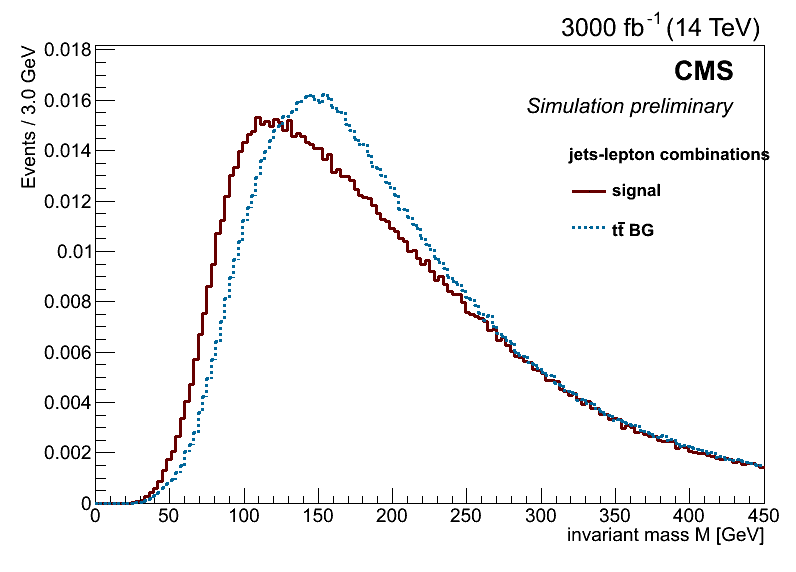 3000 fb-1 (14 TeV)
CMS
Simulation preliminary
jets-lepton combinations
signal
tt̄ BG
Events / 3.0 GeV
0.018
0.016
0.014
0.012
0.01
0.008
0.006
0.004
0.002
0
0 50 100 150 200 250 300 350 400 450
invariant mass M [GeV]